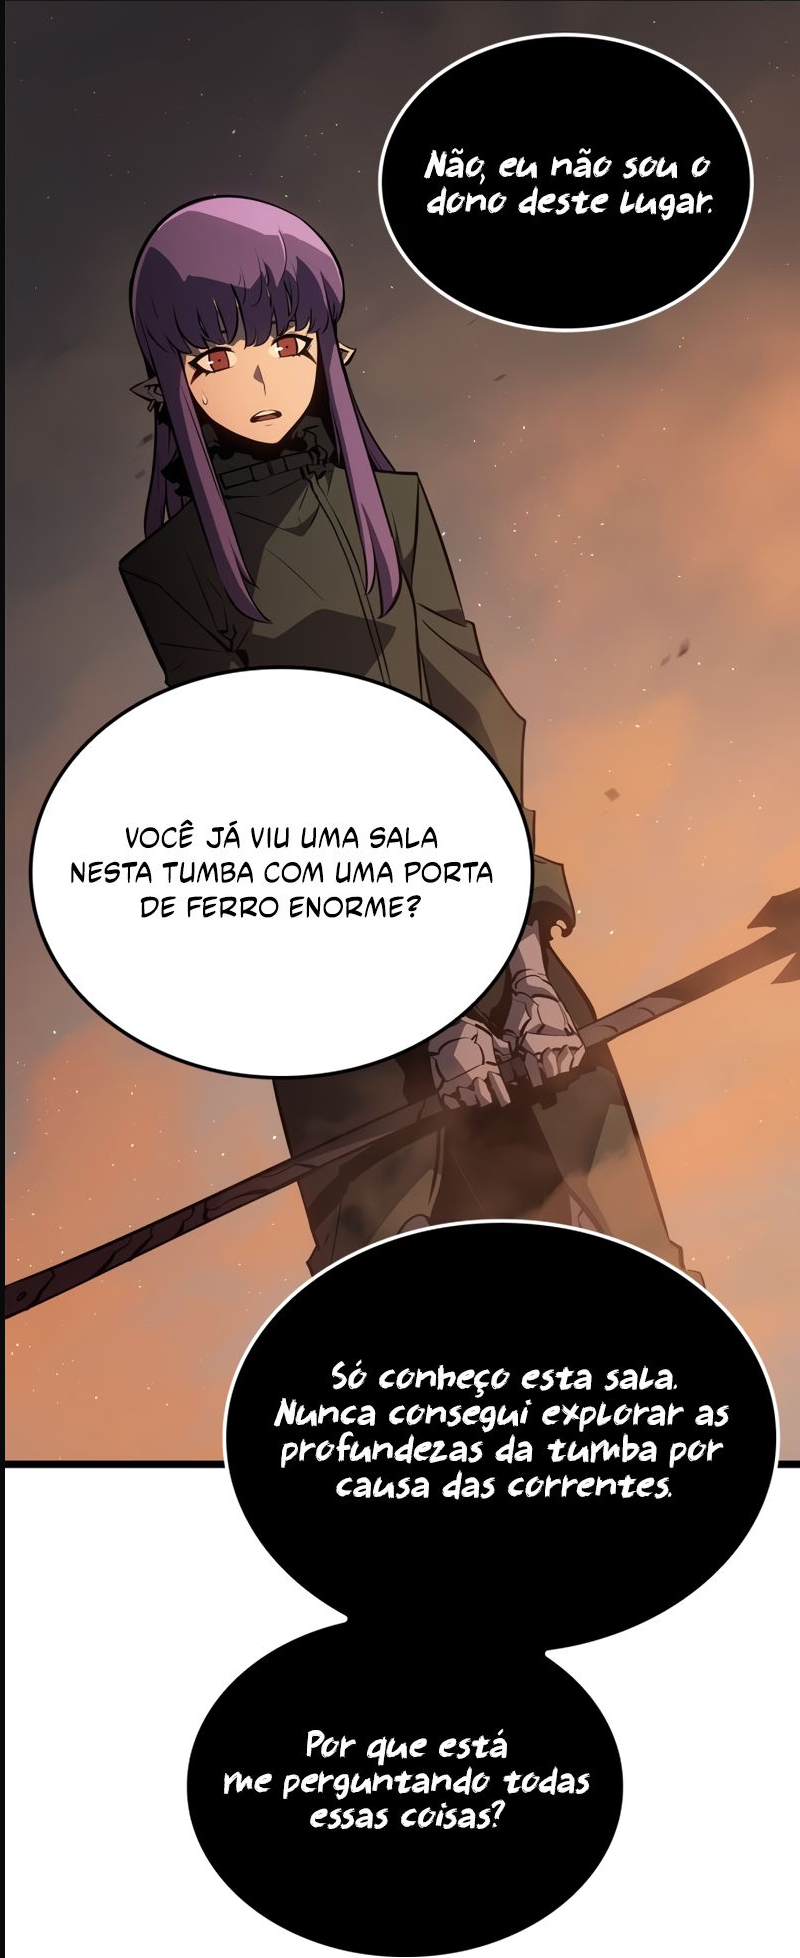 Não, eu não sou o
dono deste lugar.
VOCÊ JÁ VIU UMA SALA
NESTA TUMBA COM UMA PORTA
DE FERRO ENORME?
Só conheço esta sala.
Nunca consegui explorar as
profundezas da tumba por
causa das correntes.
Por que está
me perguntando todas
essas coisas?